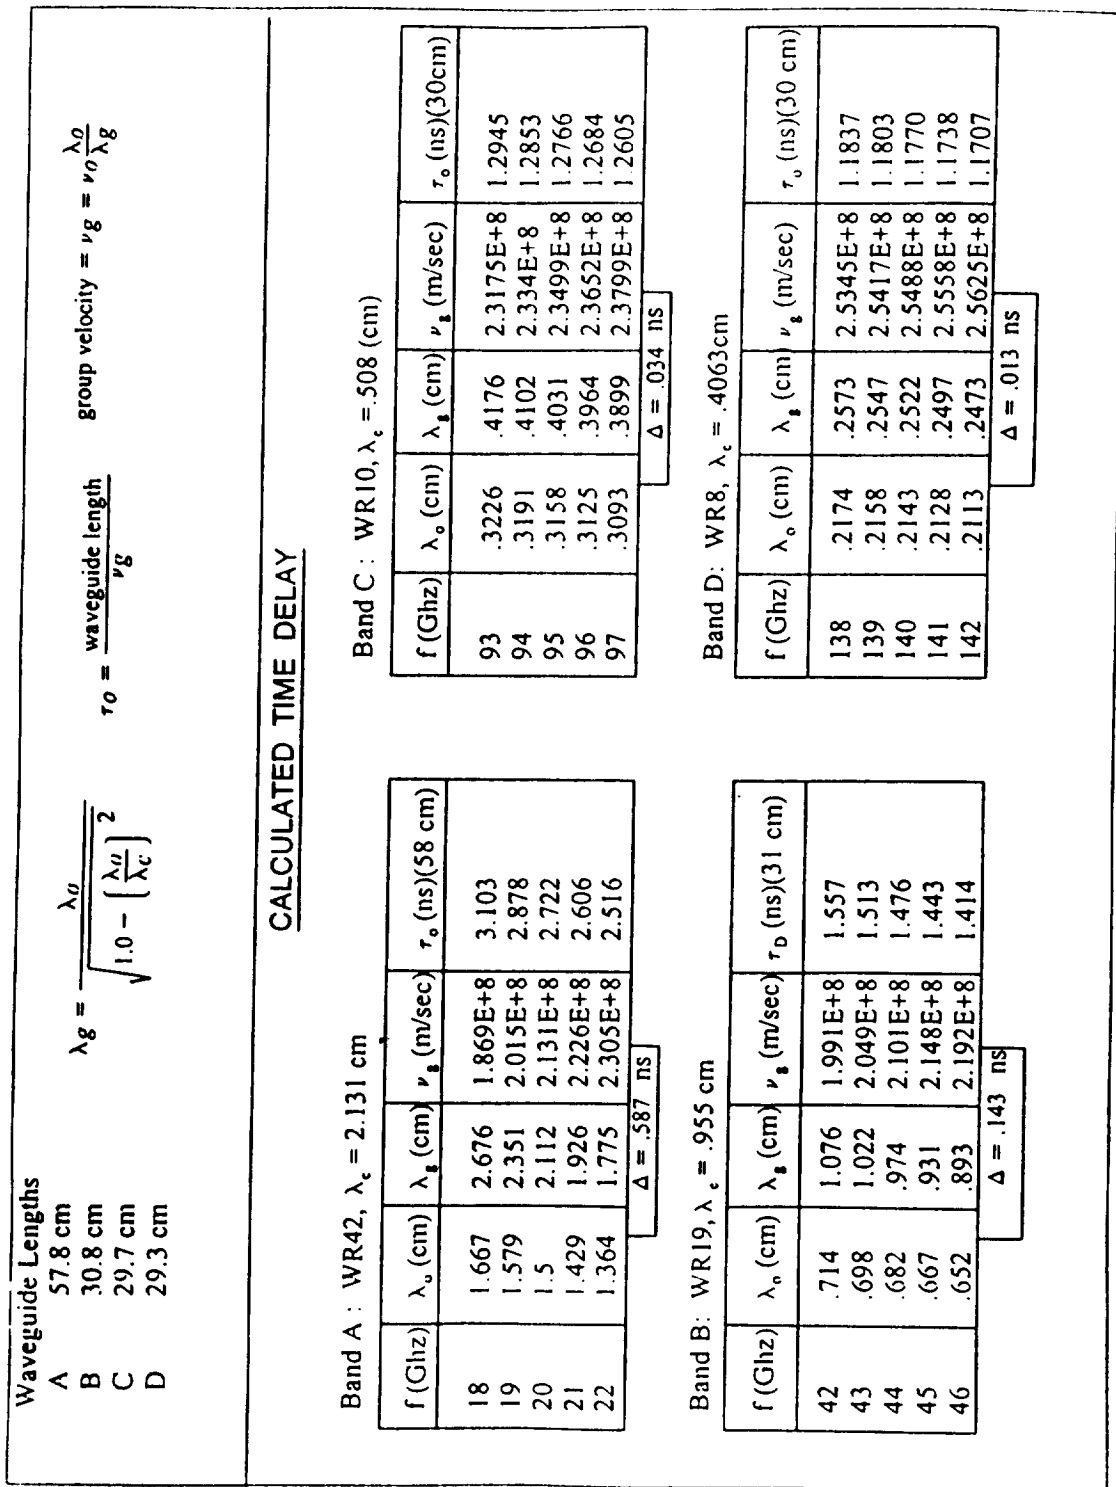 Waveguide Lengths
A 57.8 cm
B 30.8 cm
C 29.7 cm
D 29.3 cm
λg = λo / √(1.0 − (λo/λc)²)
τo = waveguide length / νg
group velocity = νg = νo λo/λg
CALCULATED TIME DELAY
Band A : WR42, λc = 2.131 cm
f (Ghz) λo (cm) λg (cm) νg (m/sec) τo (ns)(58 cm)
18 1.667 2.676 1.869E+8 3.103
19 1.579 2.351 2.015E+8 2.878
20 1.5 2.112 2.131E+8 2.722
21 1.429 1.926 2.226E+8 2.606
22 1.364 1.775 2.305E+8 2.516
Δ = .587 ns
Band B: WR19, λc = .955 cm
f (Ghz) λo (cm) λg (cm) νg (m/sec) τD (ns)(31 cm)
42 .714 1.076 1.991E+8 1.557
43 .698 1.022 2.049E+8 1.513
44 .682 .974 2.101E+8 1.476
45 .667 .931 2.148E+8 1.443
46 .652 .893 2.192E+8 1.414
Δ = .143 ns
Band C : WR10, λc = .508 (cm)
f (Ghz) λo (cm) λg (cm) νg (m/sec) τo (ns)(30cm)
93 .3226 .4176 2.3175E+8 1.2945
94 .3191 .4102 2.334E+8 1.2853
95 .3158 .4031 2.3499E+8 1.2766
96 .3125 .3964 2.3652E+8 1.2684
97 .3093 .3899 2.3799E+8 1.2605
Δ = .034 ns
Band D: WR8, λc = .4063cm
f (Ghz) λo (cm) λg (cm) νg (m/sec) τo (ns)(30 cm)
138 .2174 .2573 2.5345E+8 1.1837
139 .2158 .2547 2.5417E+8 1.1803
140 .2143 .2522 2.5488E+8 1.1770
141 .2128 .2497 2.5558E+8 1.1738
142 .2113 .2473 2.5625E+8 1.1707
Δ = .013 ns